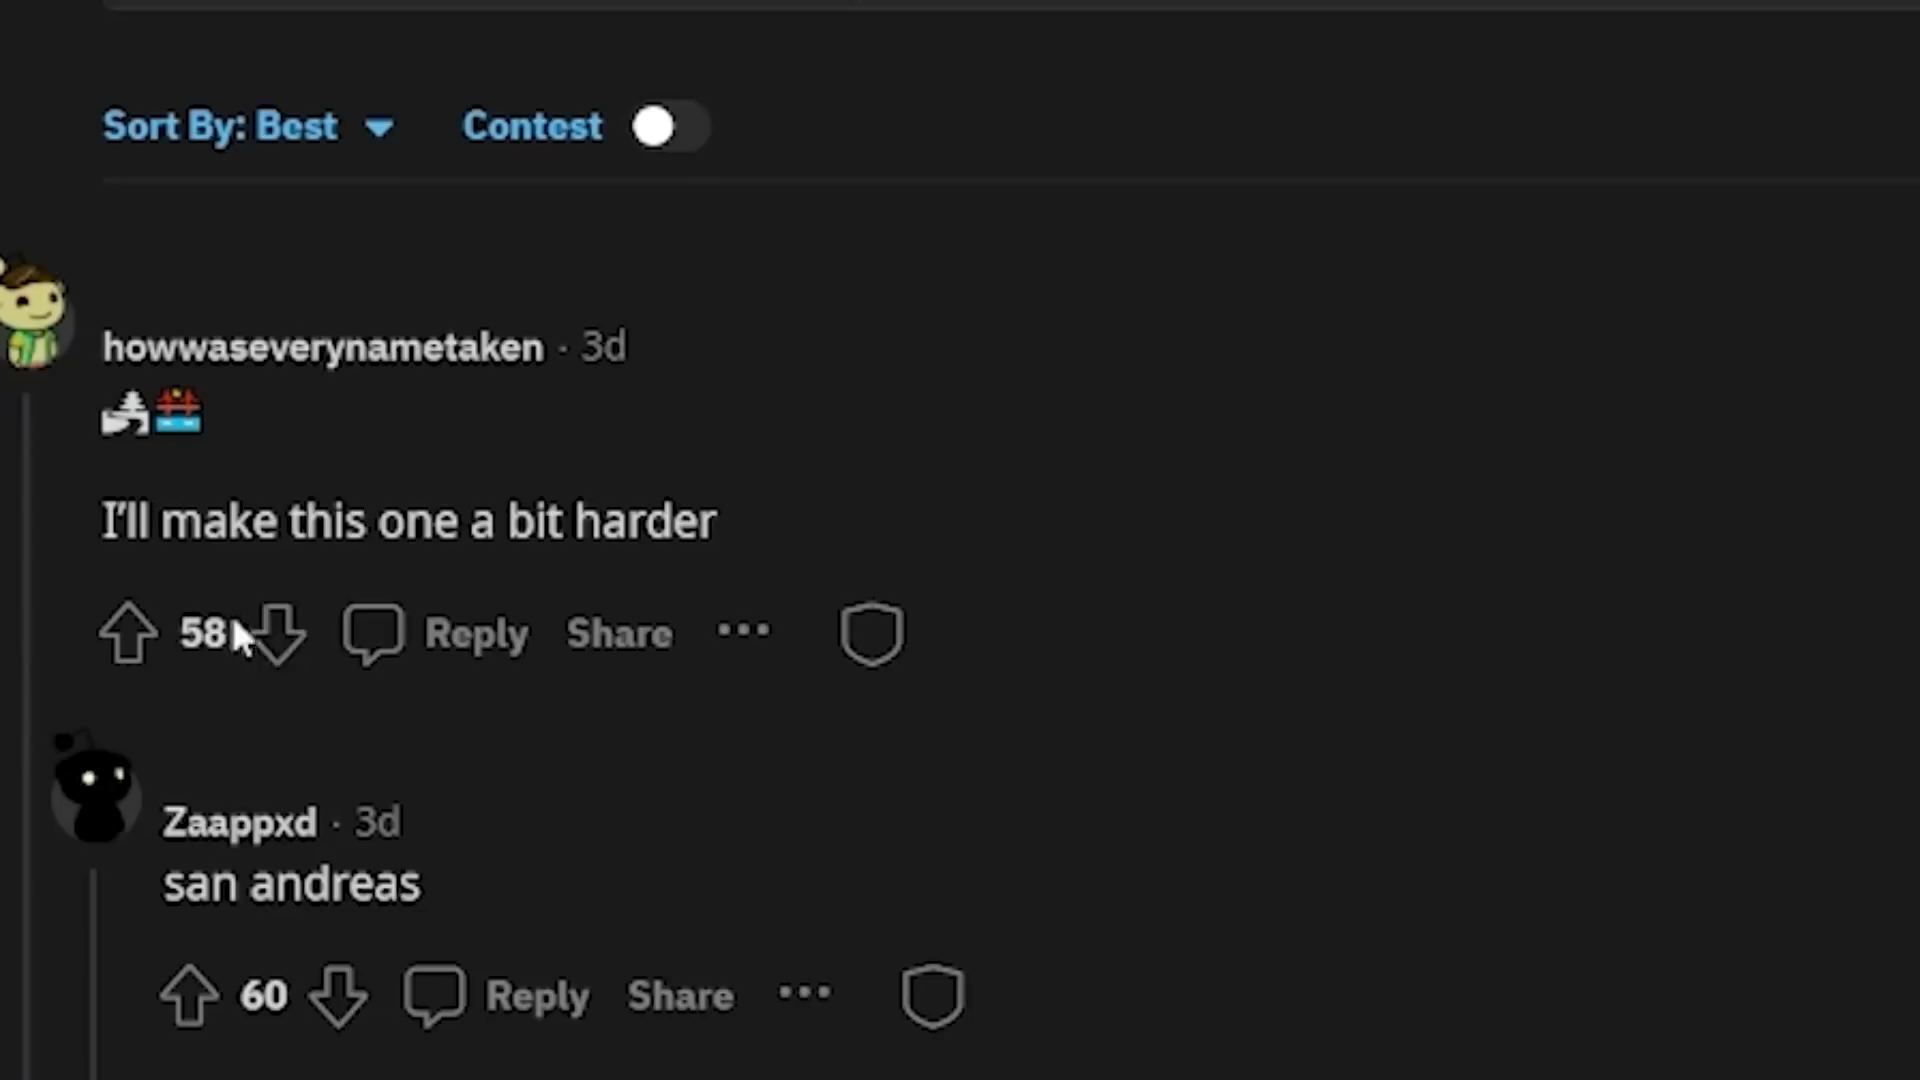 Sort By: Best Contest
howwaseverynametaken · 3d
I'll make this one a bit harder
58 Reply Share ···
Zaappxd · 3d
san andreas
60 Reply Share ···